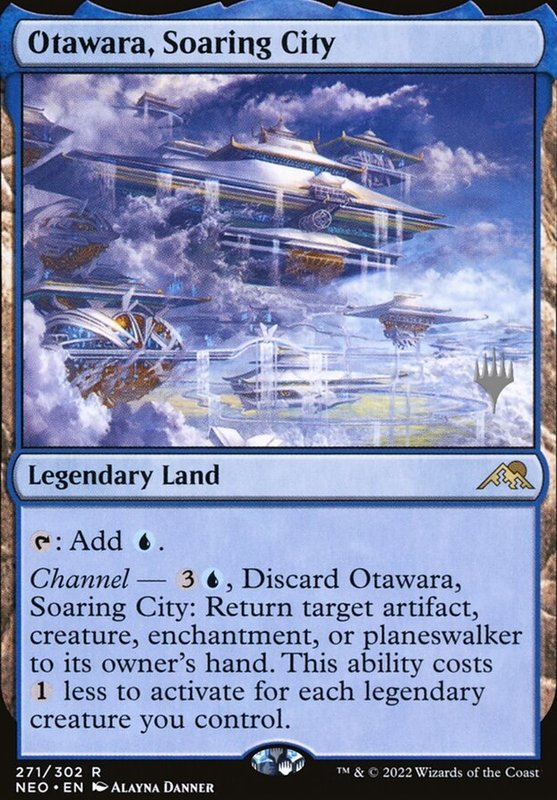 Otawara, Soaring City
Legendary Land
: Add .
Channel — 3, Discard Otawara,
Soaring City: Return target artifact,
creature, enchantment, or planeswalker
to its owner's hand. This ability costs
1 less to activate for each legendary
creature you control.
271/302 R
NEO • EN ALAYNA DANNER
™ & © 2022 Wizards of the Coast